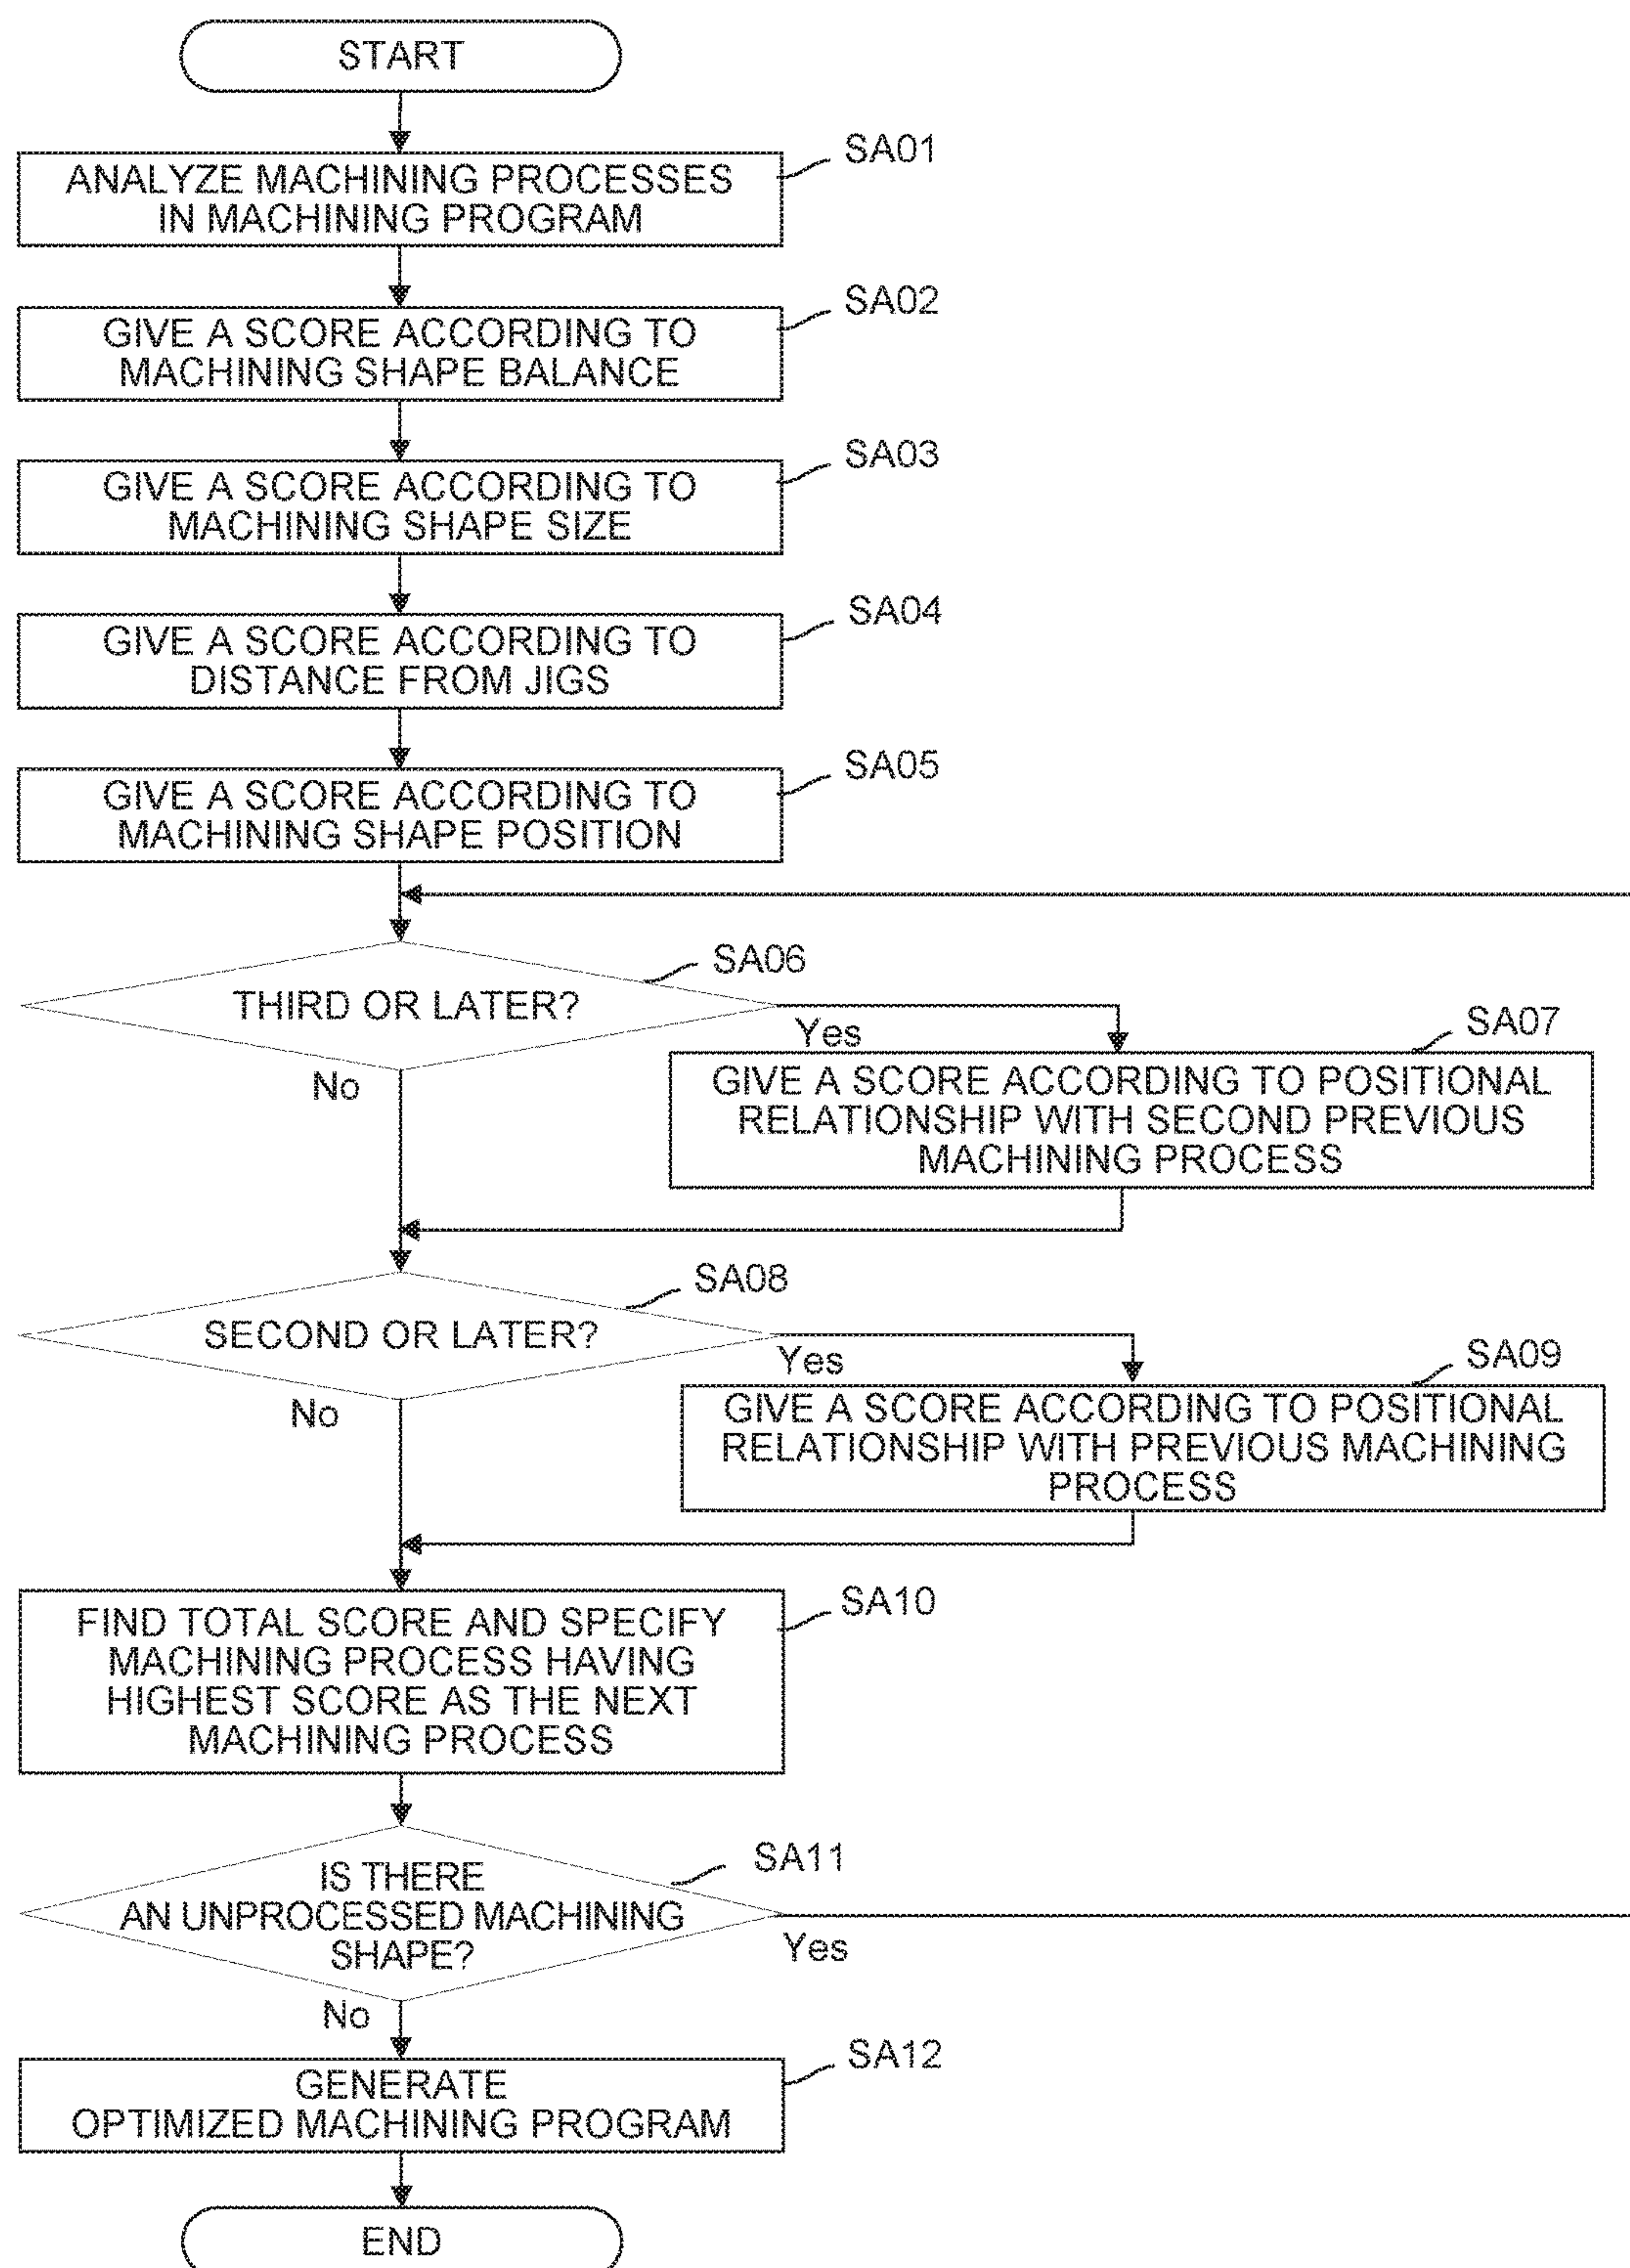 START
SA01
ANALYZE MACHINING PROCESSES
IN MACHINING PROGRAM
SA02
GIVE A SCORE ACCORDING TO
MACHINING SHAPE BALANCE
SA03
GIVE A SCORE ACCORDING TO
MACHINING SHAPE SIZE
SA04
GIVE A SCORE ACCORDING TO
DISTANCE FROM JIGS
SA05
GIVE A SCORE ACCORDING TO
MACHINING SHAPE POSITION
SA06
THIRD OR LATER?
Yes
No
SA07
GIVE A SCORE ACCORDING TO POSITIONAL
RELATIONSHIP WITH SECOND PREVIOUS
MACHINING PROCESS
SA08
SECOND OR LATER?
Yes
No
SA09
GIVE A SCORE ACCORDING TO POSITIONAL
RELATIONSHIP WITH PREVIOUS MACHINING
PROCESS
SA10
FIND TOTAL SCORE AND SPECIFY
MACHINING PROCESS HAVING
HIGHEST SCORE AS THE NEXT
MACHINING PROCESS
SA11
IS THERE
AN UNPROCESSED MACHINING
SHAPE?
Yes
No
SA12
GENERATE
OPTIMIZED MACHINING PROGRAM
END